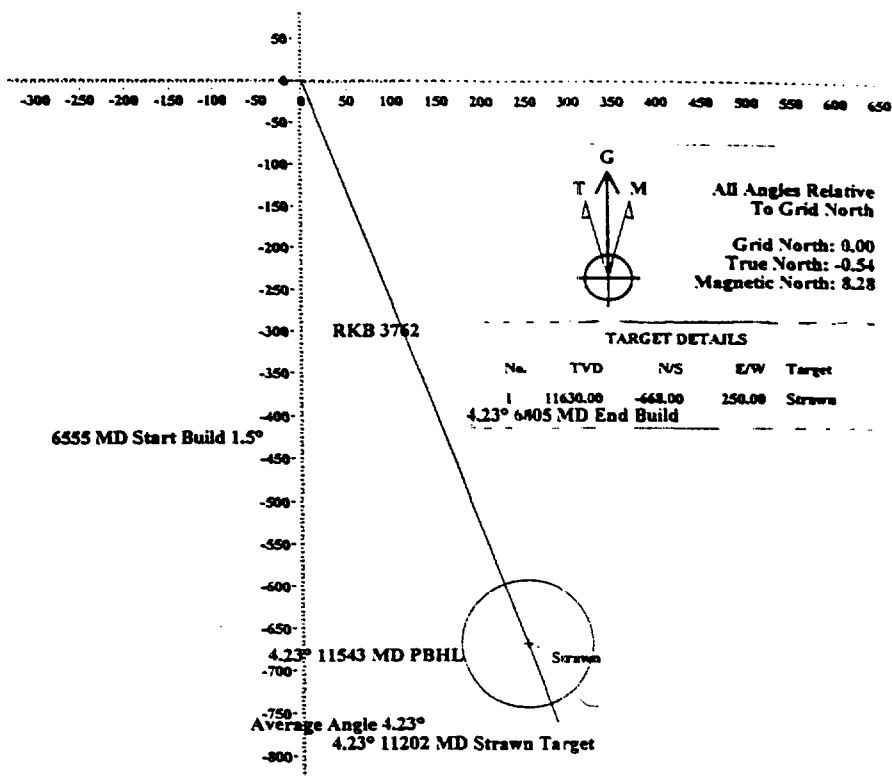 50
0
-300 -250 -200 -150 -100 -50 0 50 100 150 200 250 300 350 400 450 500 550 600 650
-50
-100
-150
-200
-250
-300
-350
-400
-450
-500
-550
-600
-650
-700
-750
-800
G
T M
All Angles Relative
To Grid North
Grid North: 0.00
True North: -0.54
Magnetic North: 8.28
RKB 3762
TARGET DETAILS
No. TVD N/S E/W Target
1 11630.00 -668.00 250.00 Strawn
4.23° 6805 MD End Build
6555 MD Start Build 1.5°
4.23° 11543 MD PBHL
Strawn
Average Angle 4.23°
4.23° 11202 MD Strawn Target